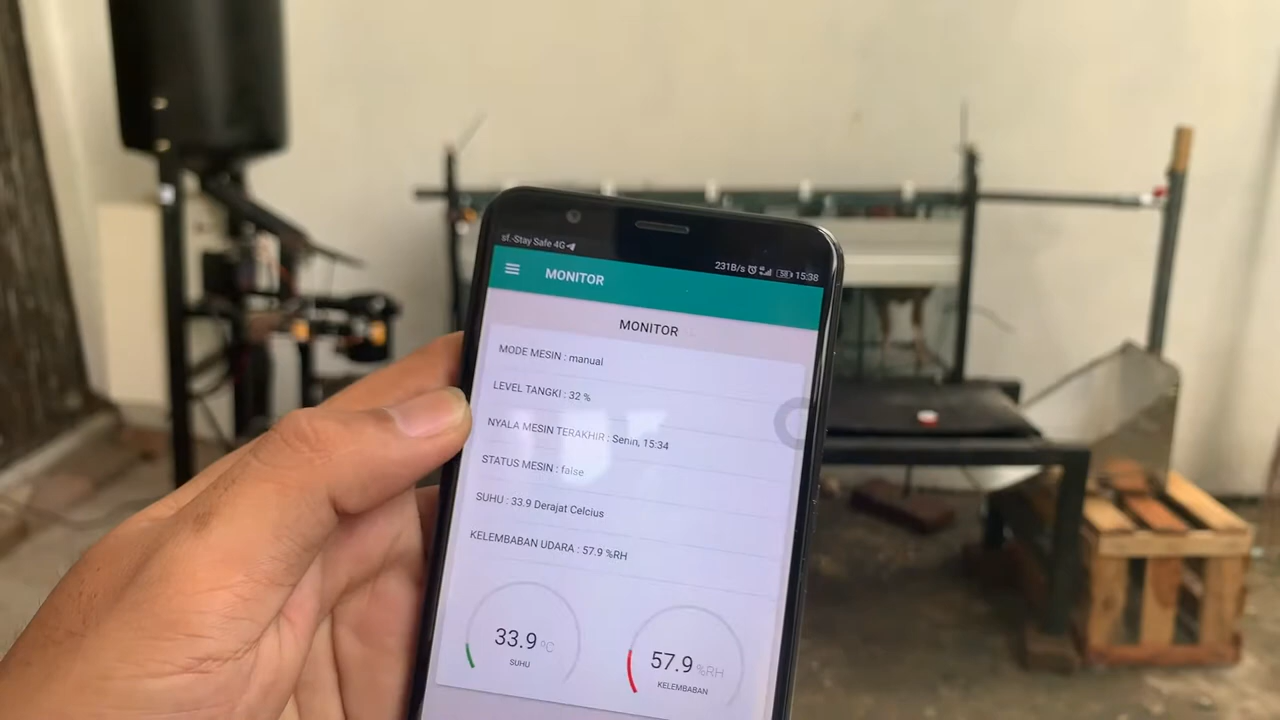 sf.-Stay Safe 4G
231B/s 58 15:38
MONITOR
MONITOR
MODE MESIN : manual
LEVEL TANGKI : 32 %
NYALA MESIN TERAKHIR : Senin, 15:34
STATUS MESIN : false
SUHU : 33.9 Derajat Celcius
KELEMBABAN UDARA : 57.9 %RH
33.9 °C
SUHU
57.9 %RH
KELEMBABAN